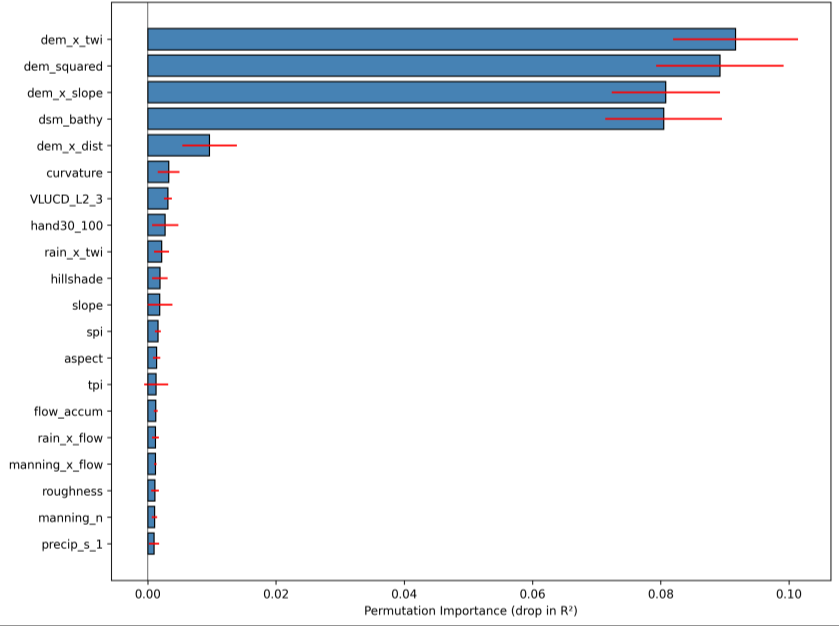 dem_x_twi
dem_squared
dem_x_slope
dsm_bathy
dem_x_dist
curvature
VLUCD_L2_3
hand30_100
rain_x_twi
hillshade
slope
spi
aspect
tpi
flow_accum
rain_x_flow
manning_x_flow
roughness
manning_n
precip_s_1
0.00 0.02 0.04 0.06 0.08 0.10
Permutation Importance (drop in R²)